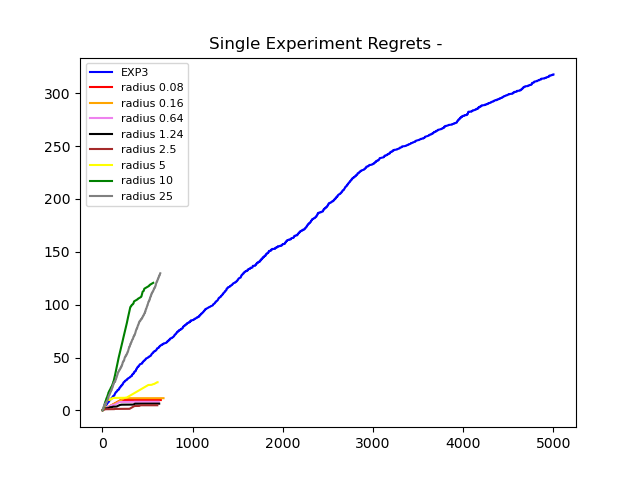 Single Experiment Regrets -
EXP3
radius 0.08
radius 0.16
radius 0.64
radius 1.24
radius 2.5
radius 5
radius 10
radius 25
300
250
200
150
100
50
0
0 1000 2000 3000 4000 5000